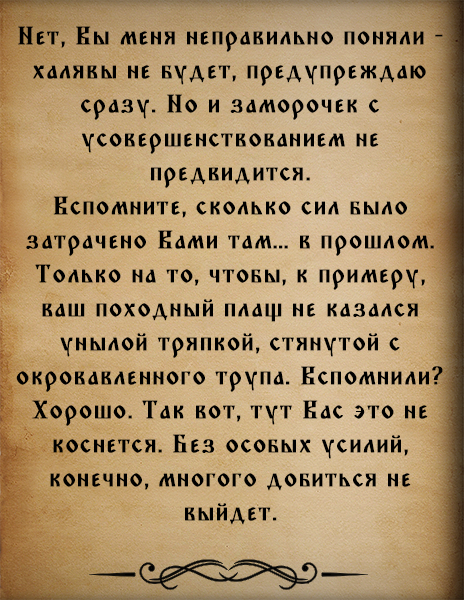 Нет, Вы меня неправильно поняли -
халявы не будет, предупреждаю
сразу. Но и заморочек с
усовершенствованием не
предвидится.
Вспомните, сколько сил было
затрачено Вами там... в прошлом.
Только на то, чтобы, к примеру,
ваш походный плащ не казался
унылой тряпкой, стянутой с
окровавленного трупа. Вспомнили?
Хорошо. Так вот, тут Вас это не
коснется. Без особых усилий,
конечно, многого добиться не
выйдет.